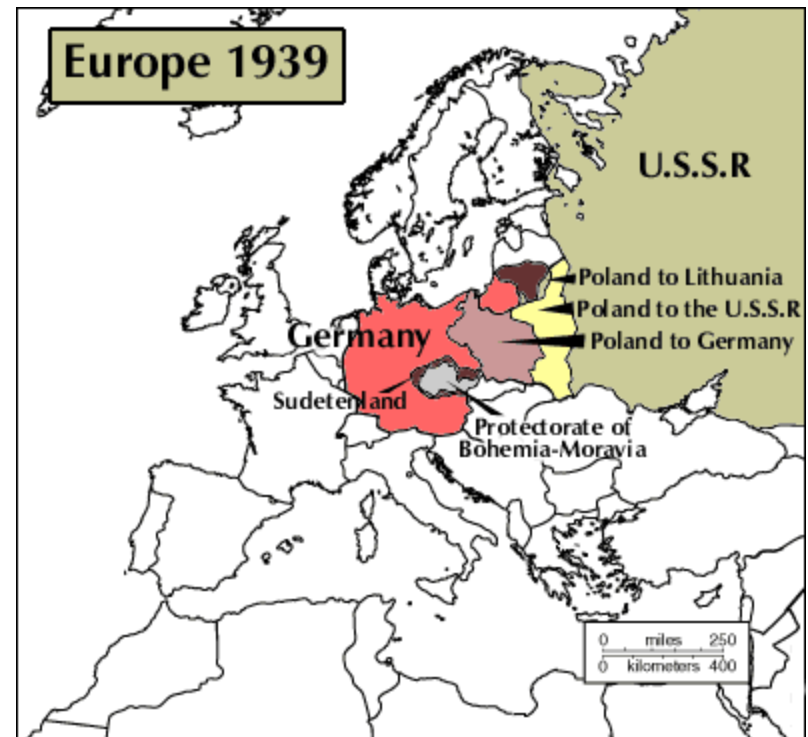 Europe 1939
U.S.S.R
Poland to Lithuania
Poland to the U.S.S.R
Germany
Poland to Germany
Sudetenland
Protectorate of
Bohemia-Moravia
0 miles 250
0 kilometers 400